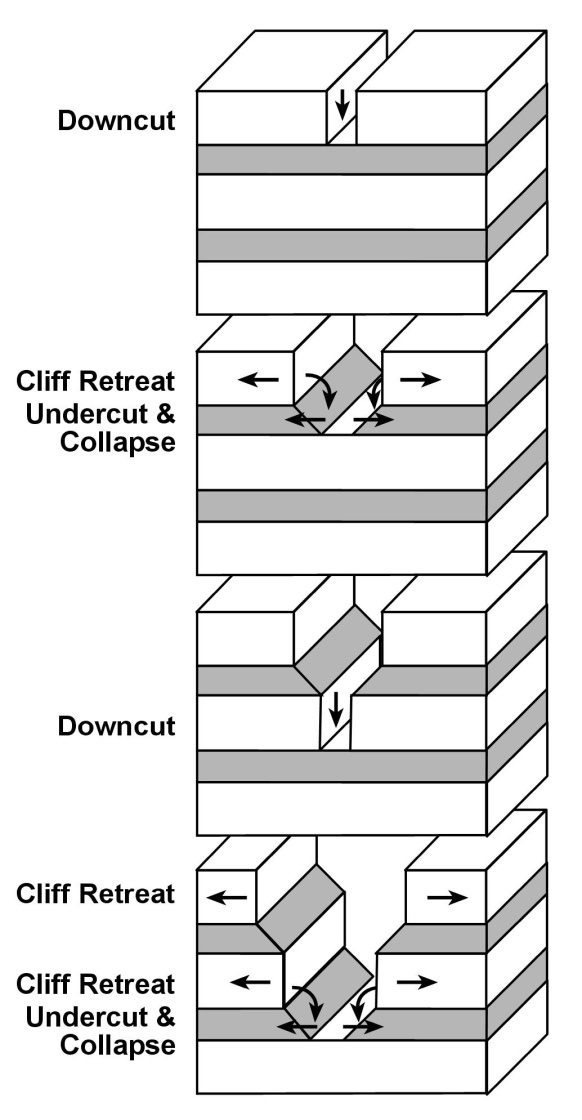 Downcut
Cliff Retreat
Undercut &
Collapse
Downcut
Cliff Retreat
Cliff Retreat
Undercut &
Collapse